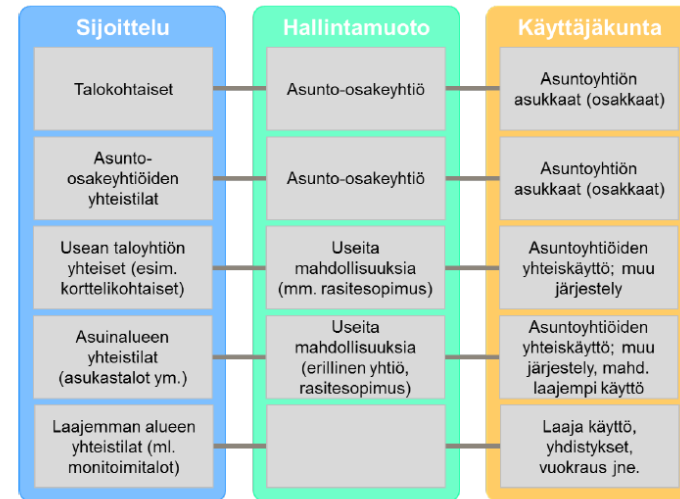 Sijoittelu
Hallintamuoto
Käyttäjäkunta
Talokohtaiset
Asunto-osakeyhtiö
Asuntoyhtiön
asukkaat (osakkaat)
Asunto-
osakeyhtiöiden
yhteistilat
Asunto-osakeyhtiö
Asuntoyhtiön
asukkaat (osakkaat)
Usean taloyhtiön
yhteiset (esim.
korttelikohtaiset)
Useita
mahdollisuuksia
(mm. rasitesopimus)
Asuntoyhtiöiden
yhteiskäyttö; muu
järjestely
Asuinalueen
yhteistilat
(asukastalot ym.)
Useita
mahdollisuuksia
(erillinen yhtiö,
rasitesopimus)
Asuntoyhtiöiden
yhteiskäyttö; muu
järjestely, mahd.
laajempi käyttö
Laajemman alueen
yhteistilat (ml.
monitoimitalot)
Laaja käyttö,
yhdistykset,
vuokraus jne.